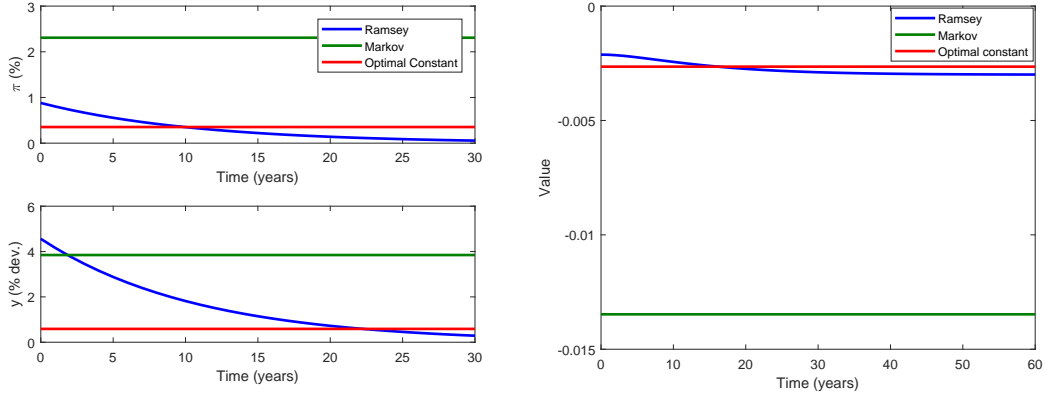 3
2
1
0
π (%)
Ramsey
Markov
Optimal Constant
0 5 10 15 20 25 30
Time (years)
6
4
2
0
y (% dev.)
0 5 10 15 20 25 30
Time (years)
0
-0.005
-0.01
-0.015
Value
Ramsey
Markov
Optimal constant
0 10 20 30 40 50 60
Time (years)